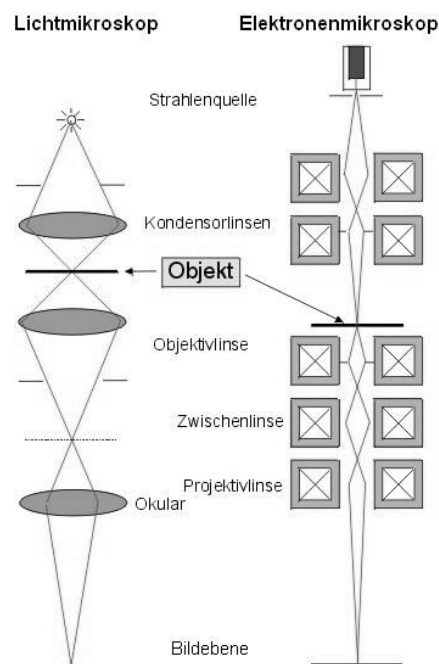 Lichtmikroskop
Elektronenmikroskop
Strahlenquelle
Kondensorlinsen
Objekt
Objektivlinse
Zwischenlinse
Projektivlinse
Okular
Bildebene